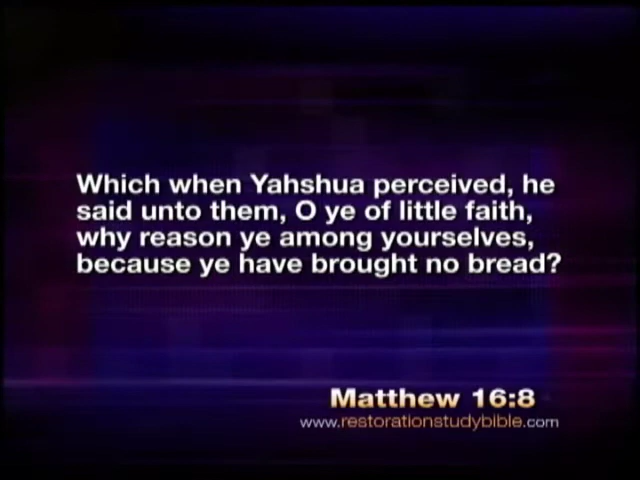 Which when Yahshua perceived, he
said unto them, O ye of little faith,
why reason ye among yourselves,
because ye have brought no bread?
Matthew 16:8
www.restorationstudybible.com